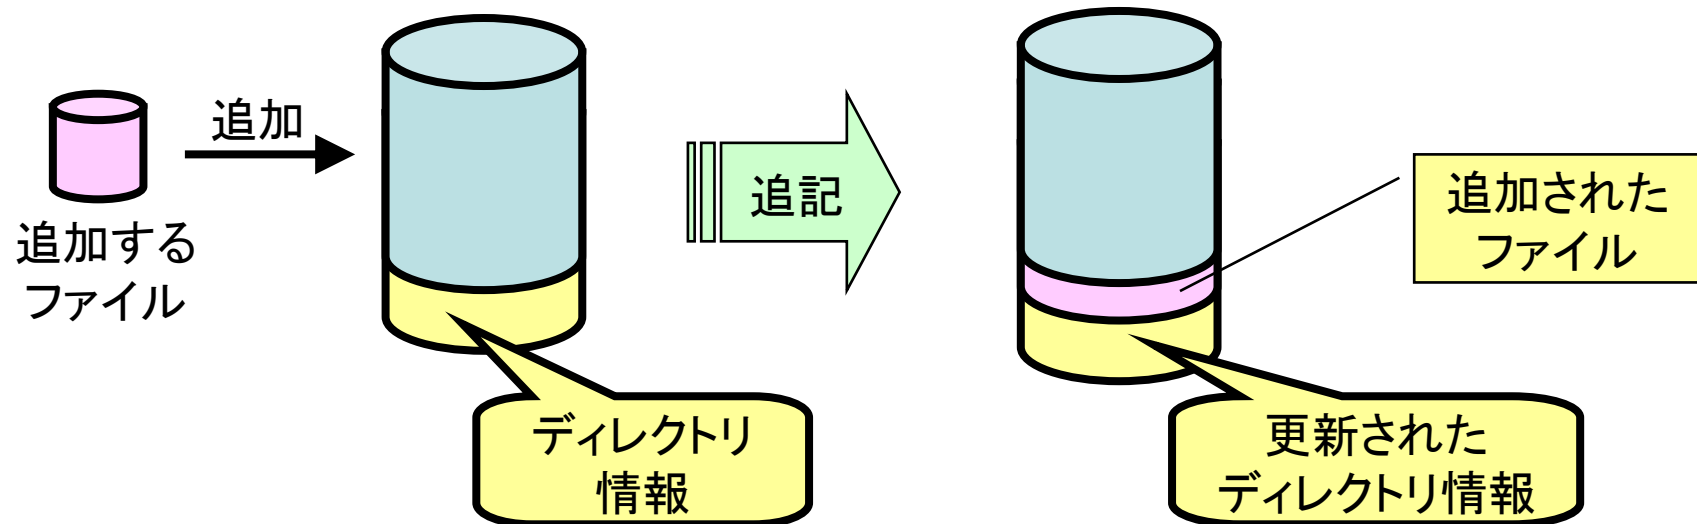 追加
追加する
ファイル
追記
追加された
ファイル
ディレクトリ
情報
更新された
ディレクトリ情報